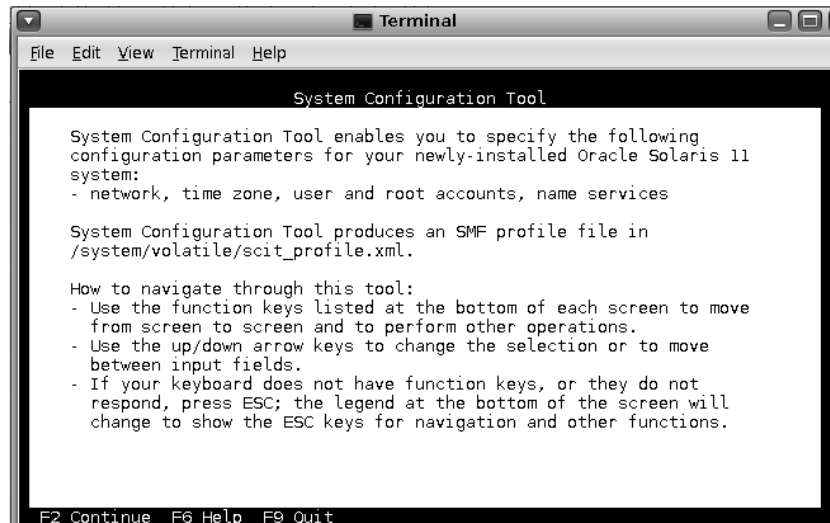 Terminal
File Edit View Terminal Help
System Configuration Tool
System Configuration Tool enables you to specify the following
configuration parameters for your newly-installed Oracle Solaris 11
system:
- network, time zone, user and root accounts, name services
System Configuration Tool produces an SMF profile file in
/system/volatile/scit_profile.xml.
How to navigate through this tool:
- Use the function keys listed at the bottom of each screen to move
from screen to screen and to perform other operations.
- Use the up/down arrow keys to change the selection or to move
between input fields.
- If your keyboard does not have function keys, or they do not
respond, press ESC; the legend at the bottom of the screen will
change to show the ESC keys for navigation and other functions.
F2 Continue F6 Help F9 Quit